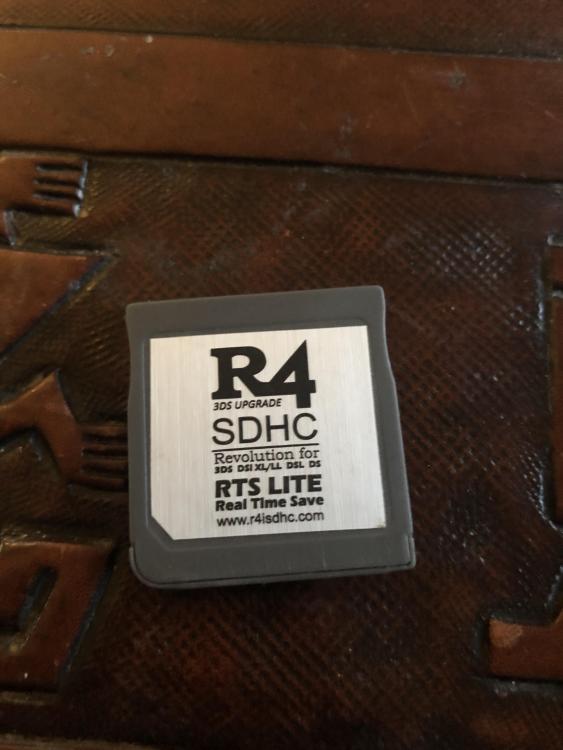 R4
3DS UPGRADE
SDHC
Revolution for
3DS DSi XL/LL DSL DS
RTS LITE
Real Time Save
www.r4isdhc.com